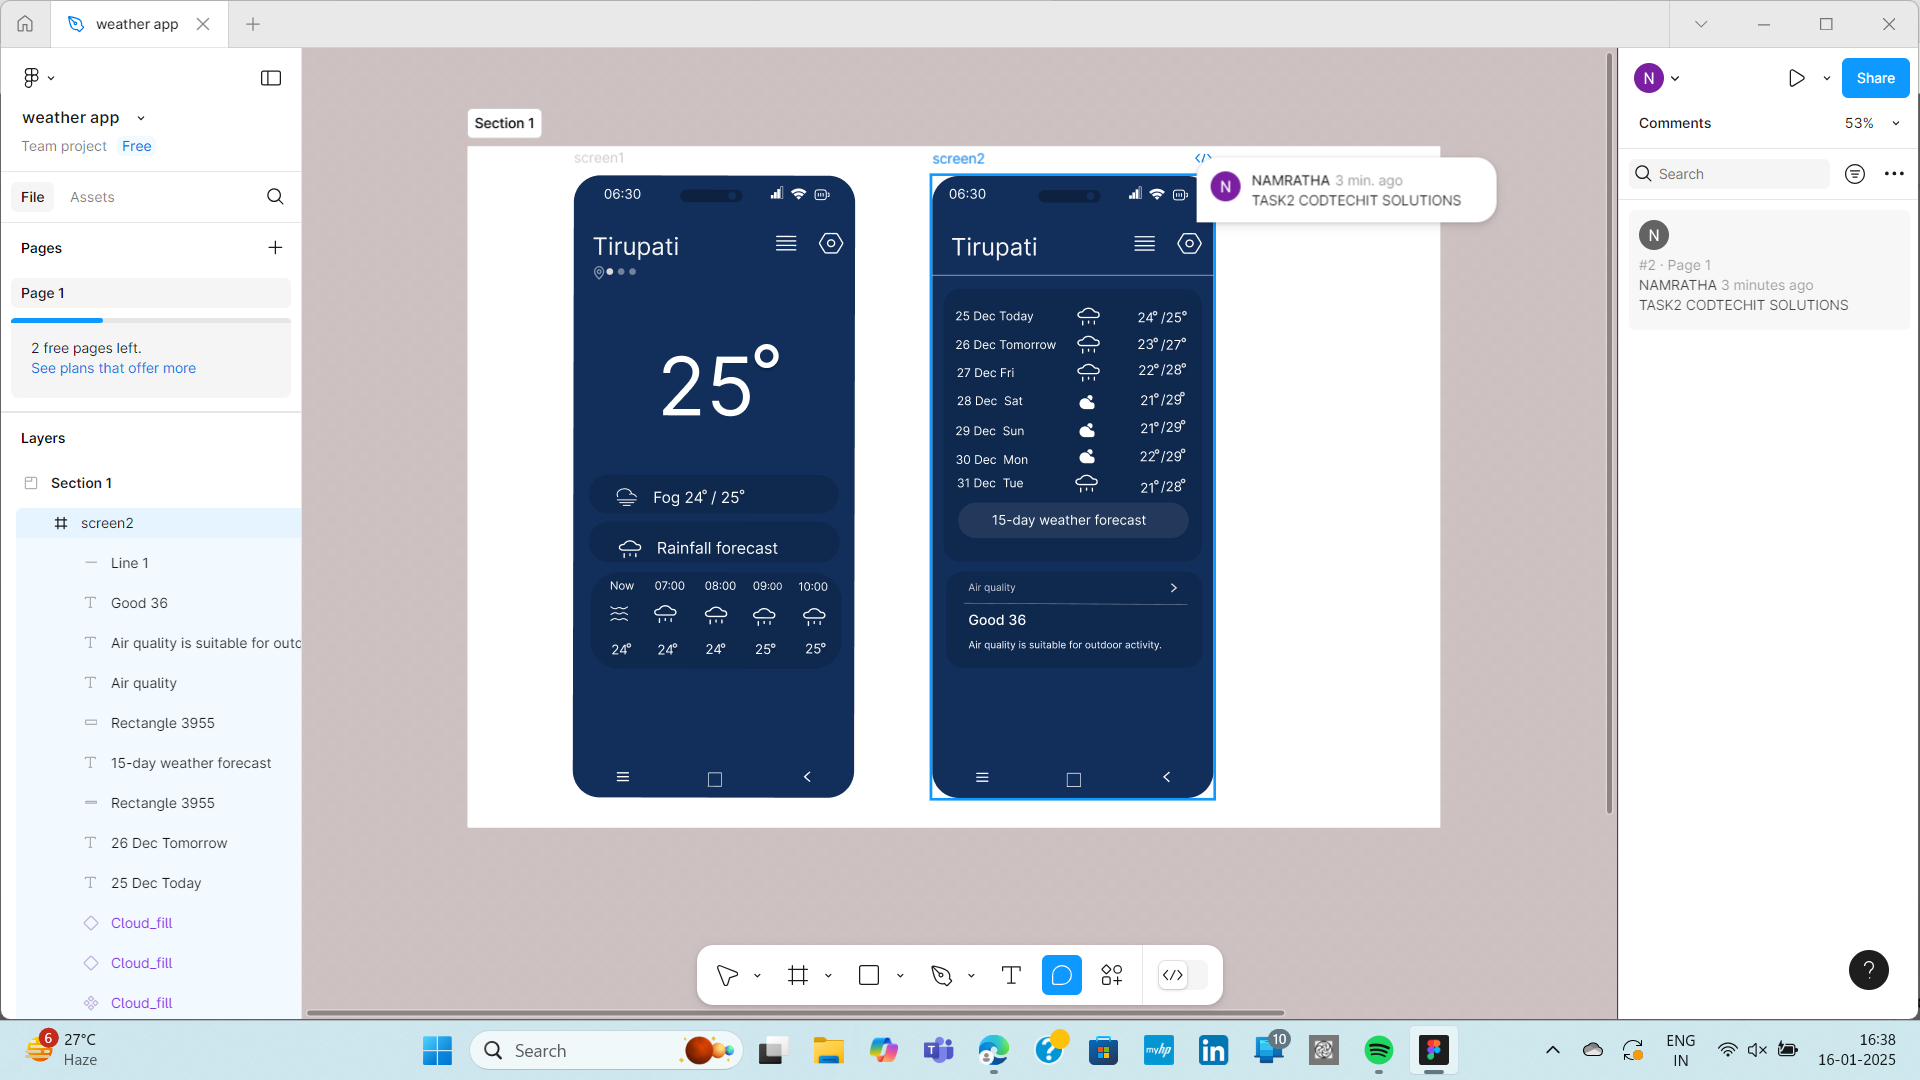 weather app
weather app
Team project Free
File Assets
Pages
Page 1
2 free pages left.
See plans that offer more
Layers
Section 1
screen2
Line 1
Good 36
Air quality is suitable for outd
Air quality
Rectangle 3955
15-day weather forecast
Rectangle 3955
26 Dec Tomorrow
25 Dec Today
Cloud_fill
Cloud_fill
Cloud_fill
Section 1
screen1
06:30
Tirupati
25°
Fog 24° / 25°
Rainfall forecast
Now 07:00 08:00 09:00 10:00
24° 24° 24° 25° 25°
screen2
06:30
Tirupati
25 Dec Today 24°/25°
26 Dec Tomorrow 23°/27°
27 Dec Fri 22°/28°
28 Dec Sat 21°/29°
29 Dec Sun 21°/29°
30 Dec Mon 22°/29°
31 Dec Tue 21°/28°
15-day weather forecast
Air quality
Good 36
Air quality is suitable for outdoor activity.
N NAMRATHA 3 min. ago
TASK2 CODTECHIT SOLUTIONS
N Share
Comments 53%
Search
N
#2 · Page 1
NAMRATHA 3 minutes ago
TASK2 CODTECHIT SOLUTIONS
?
6 27°C
Haze
Search
myhp
10
ENG
IN
16:38
16-01-2025